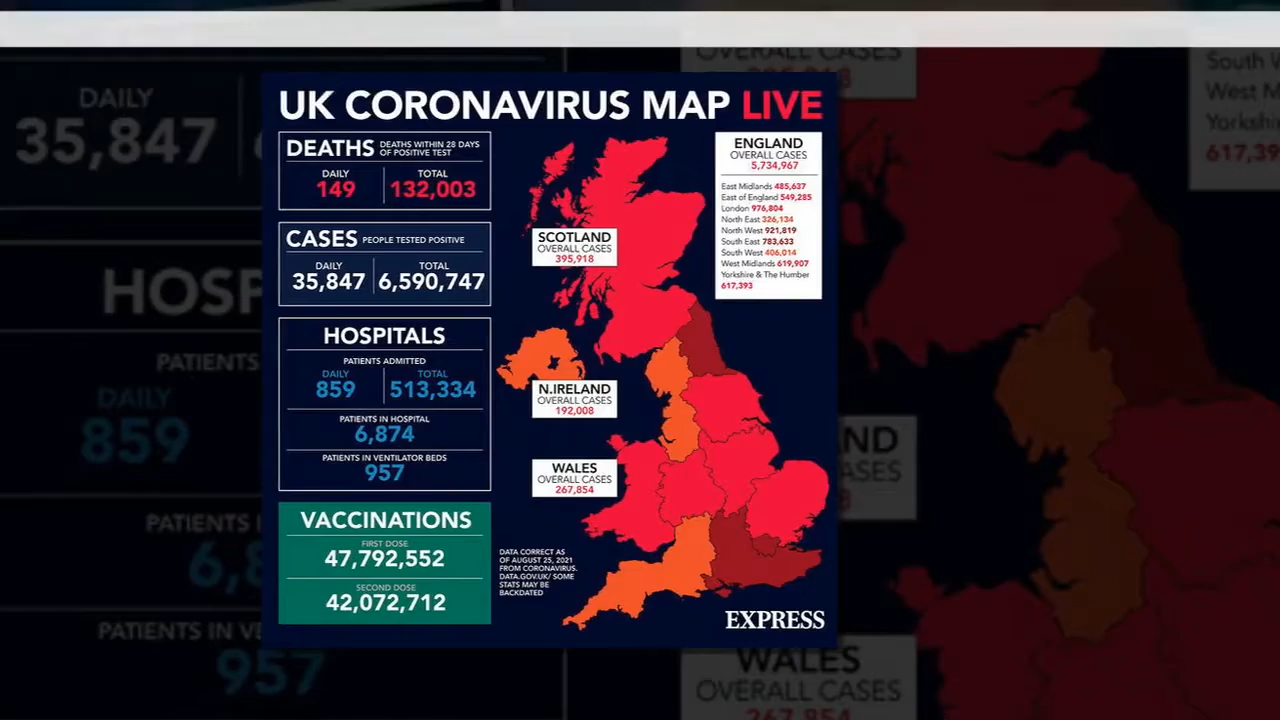 UK CORONAVIRUS MAP LIVE
DEATHS DEATHS WITHIN 28 DAYS
OF POSITIVE TEST
DAILY TOTAL
149 132,003
CASES PEOPLE TESTED POSITIVE
DAILY TOTAL
35,847 6,590,747
HOSPITALS
PATIENTS ADMITTED
DAILY TOTAL
859 513,334
PATIENTS IN HOSPITAL
6,874
PATIENTS IN VENTILATOR BEDS
957
VACCINATIONS
FIRST DOSE
47,792,552
SECOND DOSE
42,072,712
SCOTLAND
OVERALL CASES
395,918
N.IRELAND
OVERALL CASES
192,008
WALES
OVERALL CASES
267,854
ENGLAND
OVERALL CASES
5,734,967
East Midlands 485,637
East of England 549,285
London 976,804
North East 326,134
North West 921,819
South East 783,633
South West 406,014
West Midlands 619,907
Yorkshire & The Humber
617,393
DATA CORRECT AS
OF AUGUST 25, 2021
FROM CORONAVIRUS.
DATA.GOV.UK/ SOME
STATS MAY BE
BACKDATED
EXPRESS
DAILY
35,847
HOSP
PATIENTS
DAILY
859
PATIENTS I
6,8
PATIENTS IN VE
957
OVERALL CASES
South W
West M
Yorkshi
617,39
AND
CASES
WALES
OVERALL CASES
267,854